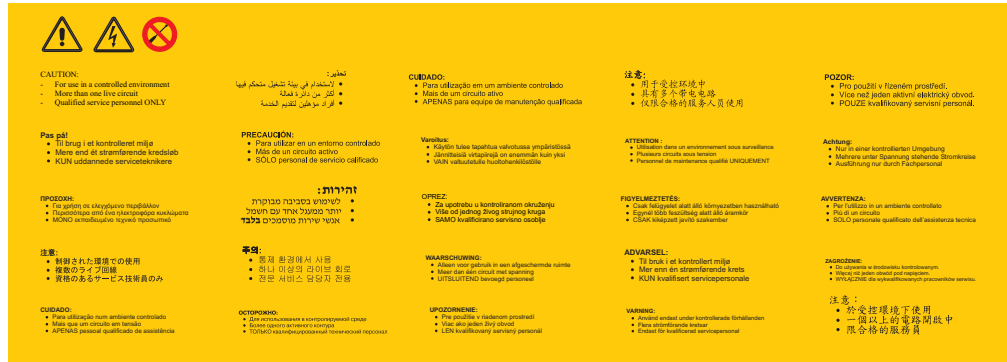 CAUTION:
- For use in a controlled environment
- More than one live circuit
- Qualified service personnel ONLY
تحذير:
• لاستخدام في بيئة تشغيل متحكم فيها
• أكثر من دائرة فعالة
• أفراد مؤهلين لتقديم الخدمة
CUIDADO:
• Para utilização em um ambiente controlado
• Mais de um circuito ativo
• APENAS para equipe de manutenção qualificada
注意:
• 用于受控环境中
• 具有多个带电电路
• 仅限合格的服务人员使用
POZOR:
• Pro použití v řízeném prostředí.
• Více než jeden aktivní elektrický obvod.
• POUZE kvalifikovaný servisní personál.
Pas på!
• Til brug i et kontrolleret miljø
• Mere end ét strømførende kredsløb
• KUN uddannede serviceteknikere
PRECAUCIÓN:
• Para utilizar en un entorno controlado
• Más de un circuito activo
• SÓLO personal de servicio calificado
Varoitus:
• Käytön tulee tapahtua valvotussa ympäristössä
• Jännitteisiä virtapiirejä on enemmän kuin yksi
• VAIN valtuutetulle huoltohenkilöstölle
ATTENTION :
• Utilisation dans un environnement sous surveillance
• Plusieurs circuits sous tension
• Personnel de maintenance qualifié UNIQUEMENT
Achtung:
• Nur in einer kontrollierten Umgebung
• Mehrere unter Spannung stehende Stromkreise
• Ausführung nur durch Fachpersonal
ΠΡΟΣΟΧΗ:
• Για χρήση σε ελεγχόμενο περιβάλλον
• Περισσότερα από ένα ηλεκτροφόρα κυκλώματα
• ΜΟΝΟ εκπαιδευμένο τεχνικό προσωπικό
זהירות:
• לשימוש בסביבה מבוקרת
• יותר ממעגל אחד עם חשמל
• אנשי שירות מוסמכים בלבד
OPREZ:
• Za upotrebu u kontroliranom okruženju
• Više od jednog živog strujnog kruga
• SAMO kvalificirano servisno osoblje
FIGYELMEZTETÉS:
• Csak felügyelet alatt álló környezetben használható
• Egynél több feszültség alatt álló áramkör
• CSAK kiképzett javító szakember
AVVERTENZA:
• Per l'utilizzo in un ambiente controllato
• Più di un circuito
• SOLO personale qualificato dell'assistenza tecnica
注意:
• 制御された環境での使用
• 複数のライブ回線
• 資格のあるサービス技術員のみ
주의:
• 통제 환경에서 사용
• 하나 이상의 라이브 회로
• 전문 서비스 담당자 전용
WAARSCHUWING:
• Alleen voor gebruik in een afgeschermde ruimte
• Meer dan één circuit met spanning
• UITSLUITEND bevoegd personeel
ADVARSEL:
• Til bruk i et kontrollert miljø
• Mer enn én strømførende krets
• KUN kvalifisert servicepersonale
ZAGROŻENIE:
• Do używania w środowisku kontrolowanym.
• Więcej niż jeden obwód pod napięciem.
• WYŁĄCZNIE dla wykwalifikowanych pracowników serwisu.
CUIDADO:
• Para utilização num ambiente controlado
• Mais que um circuito em tensão
• APENAS pessoal qualificado de assistência
ОСТОРОЖНО:
• Для использования в контролируемой среде
• Более одного активного контура
• ТОЛЬКО квалифицированный технический персонал
UPOZORNENIE:
• Pre použitie v riadenom prostredí
• Viac ako jeden živý obvod
• LEN kvalifikovaný servisný personál
VARNING:
• Använd endast under kontrollerade förhållanden
• Flera strömförande kretsar
• Endast för kvalificerad servicepersonal
注意:
• 於受控環境下使用
• 一個以上的電路開啟中
• 限合格的服務員